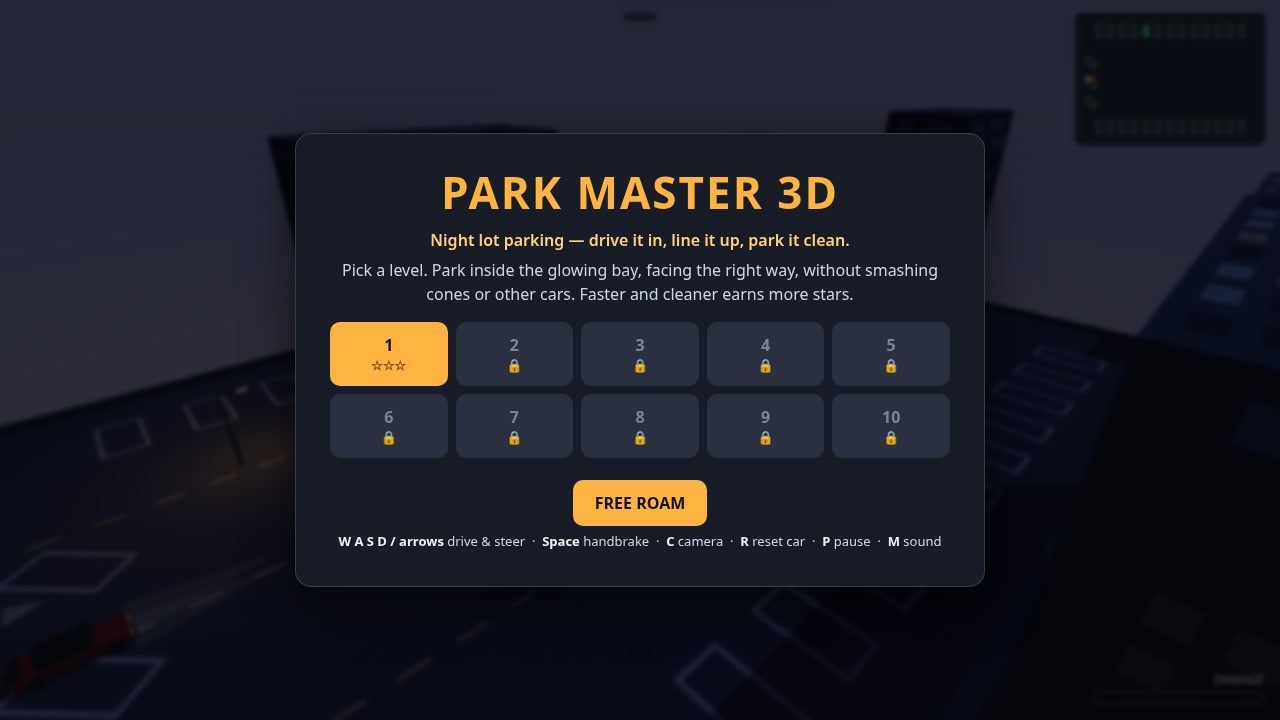 PARK MASTER 3D
Night lot parking — drive it in, line it up, park it clean.
Pick a level. Park inside the glowing bay, facing the right way, without smashing
cones or other cars. Faster and cleaner earns more stars.
1 2 3 4 5
☆☆☆ 🔒 🔒 🔒 🔒
6 7 8 9 10
🔒 🔒 🔒 🔒 🔒
FREE ROAM
W A S D / arrows drive & steer · Space handbrake · C camera · R reset car · P pause · M sound
DAMAGE